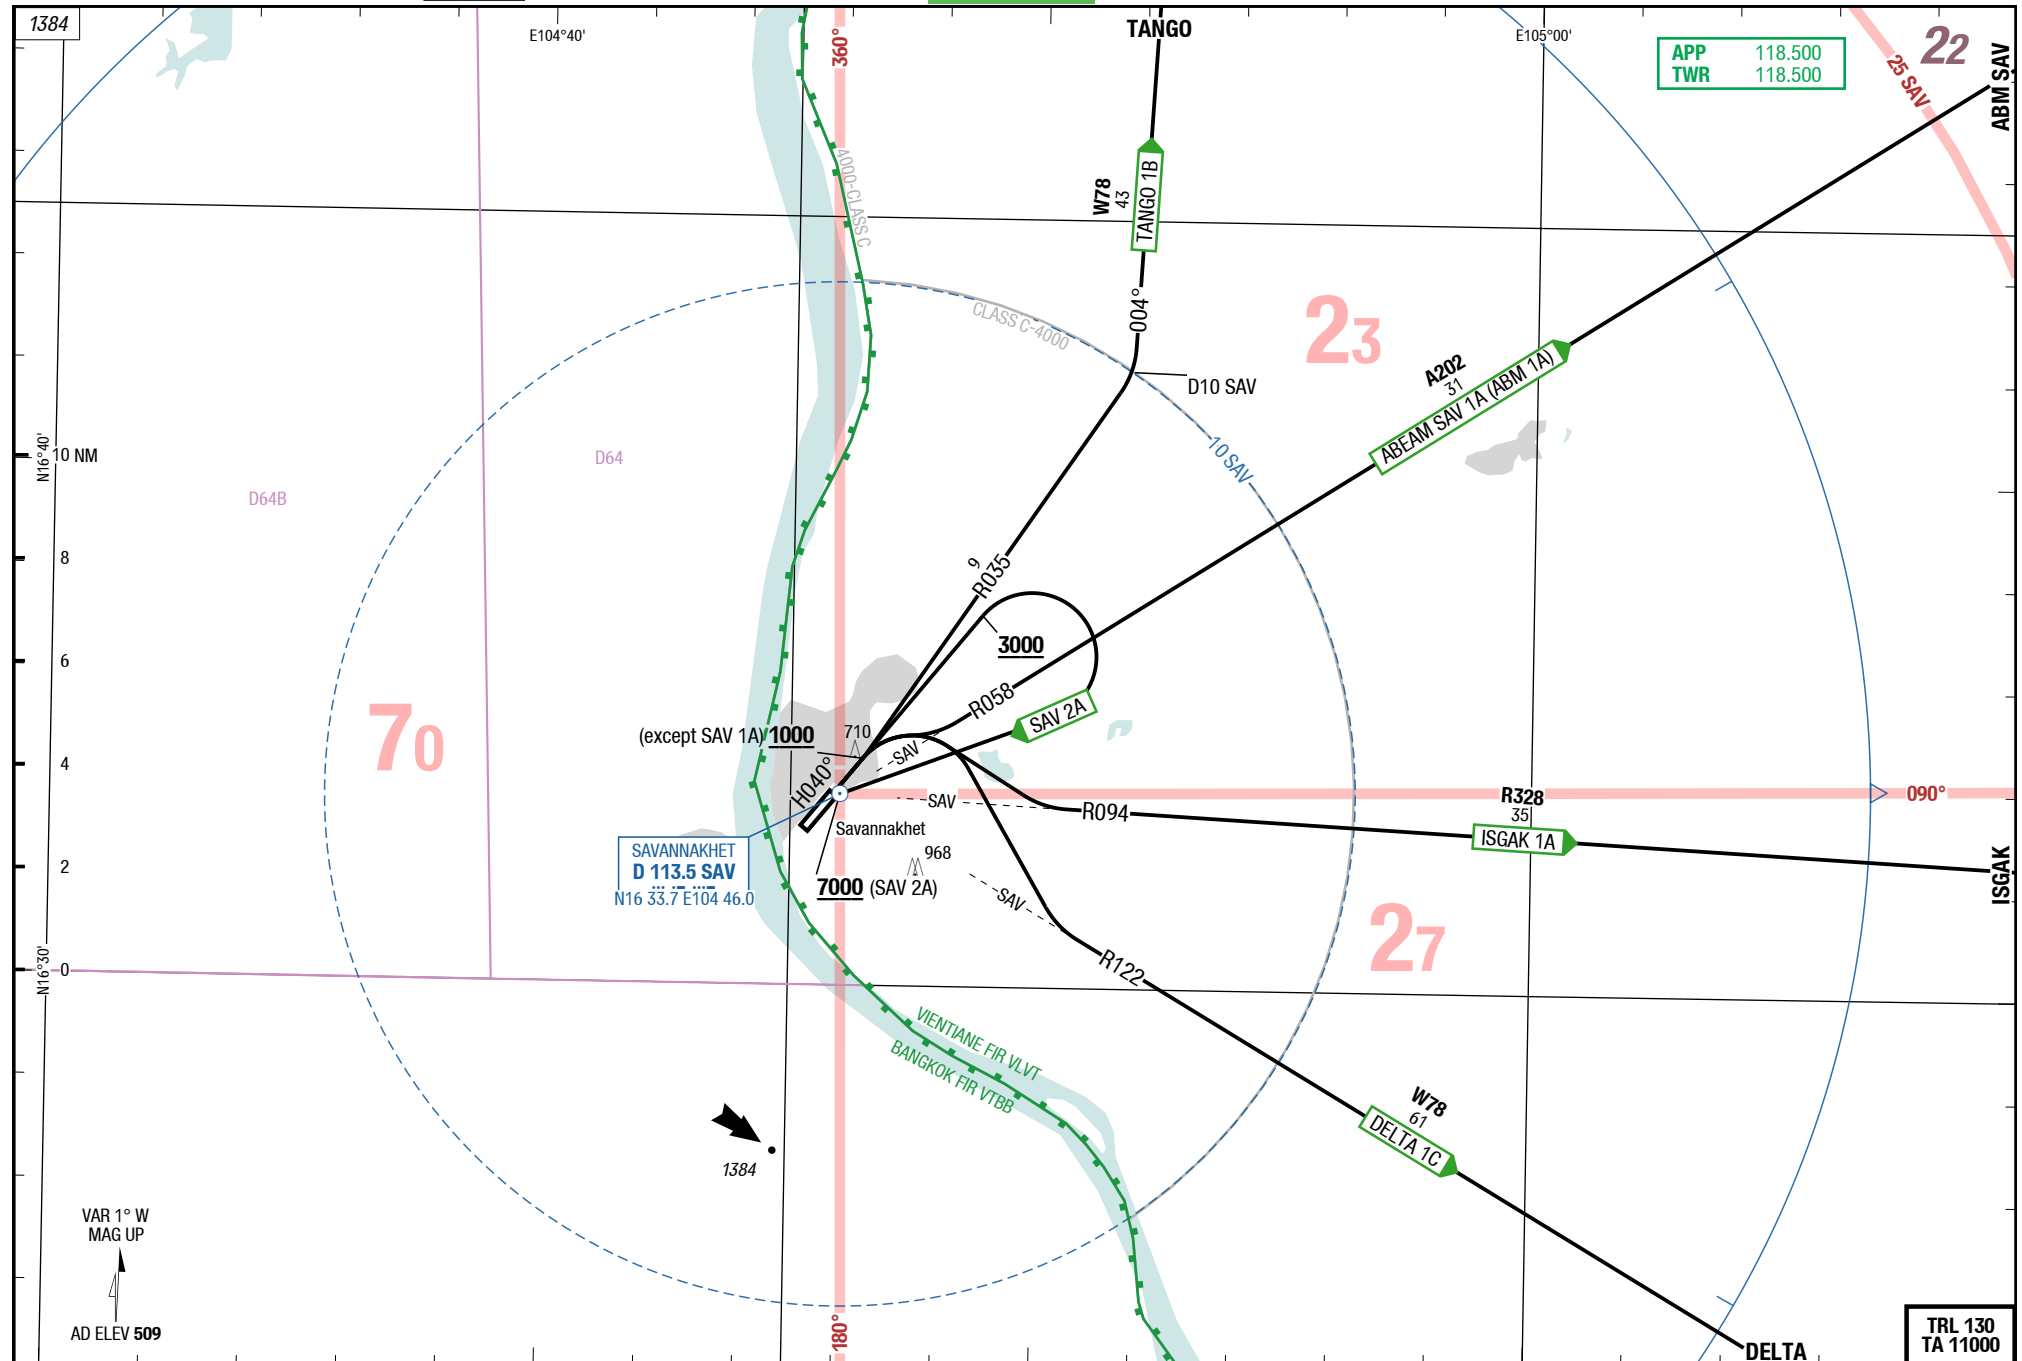 1384
E104°40'
360°
TANGO
E105°00'
APP 118.500
TWR 118.500
22
25 SAV
ABM SAV
4000-CLASS C
W78
43
TANGO 1B
004°
CLASS C-4000
23
D10 SAV
A202
31
ABEAM SAV 1A (ABM 1A)
10 SAV
N16°40'
10 NM
D64
D64B
8
9
R035
6
3000
R058
SAV 2A
70
(except SAV 1A) 1000
710
SAV
4
H040°
SAV
R094
R328
35
ISGAK 1A
090°
ISGAK
Savannakhet
968
SAVANNAKHET
D 113.5 SAV
N16 33.7 E104 46.0
2
7000 (SAV 2A)
SAV
27
R122
N16°30'
0
VIENTIANE FIR VLVT
BANGKOK FIR VTBB
W78
61
DELTA 1C
1384
VAR 1° W
MAG UP
AD ELEV 509
180°
DELTA
TRL 130
TA 11000